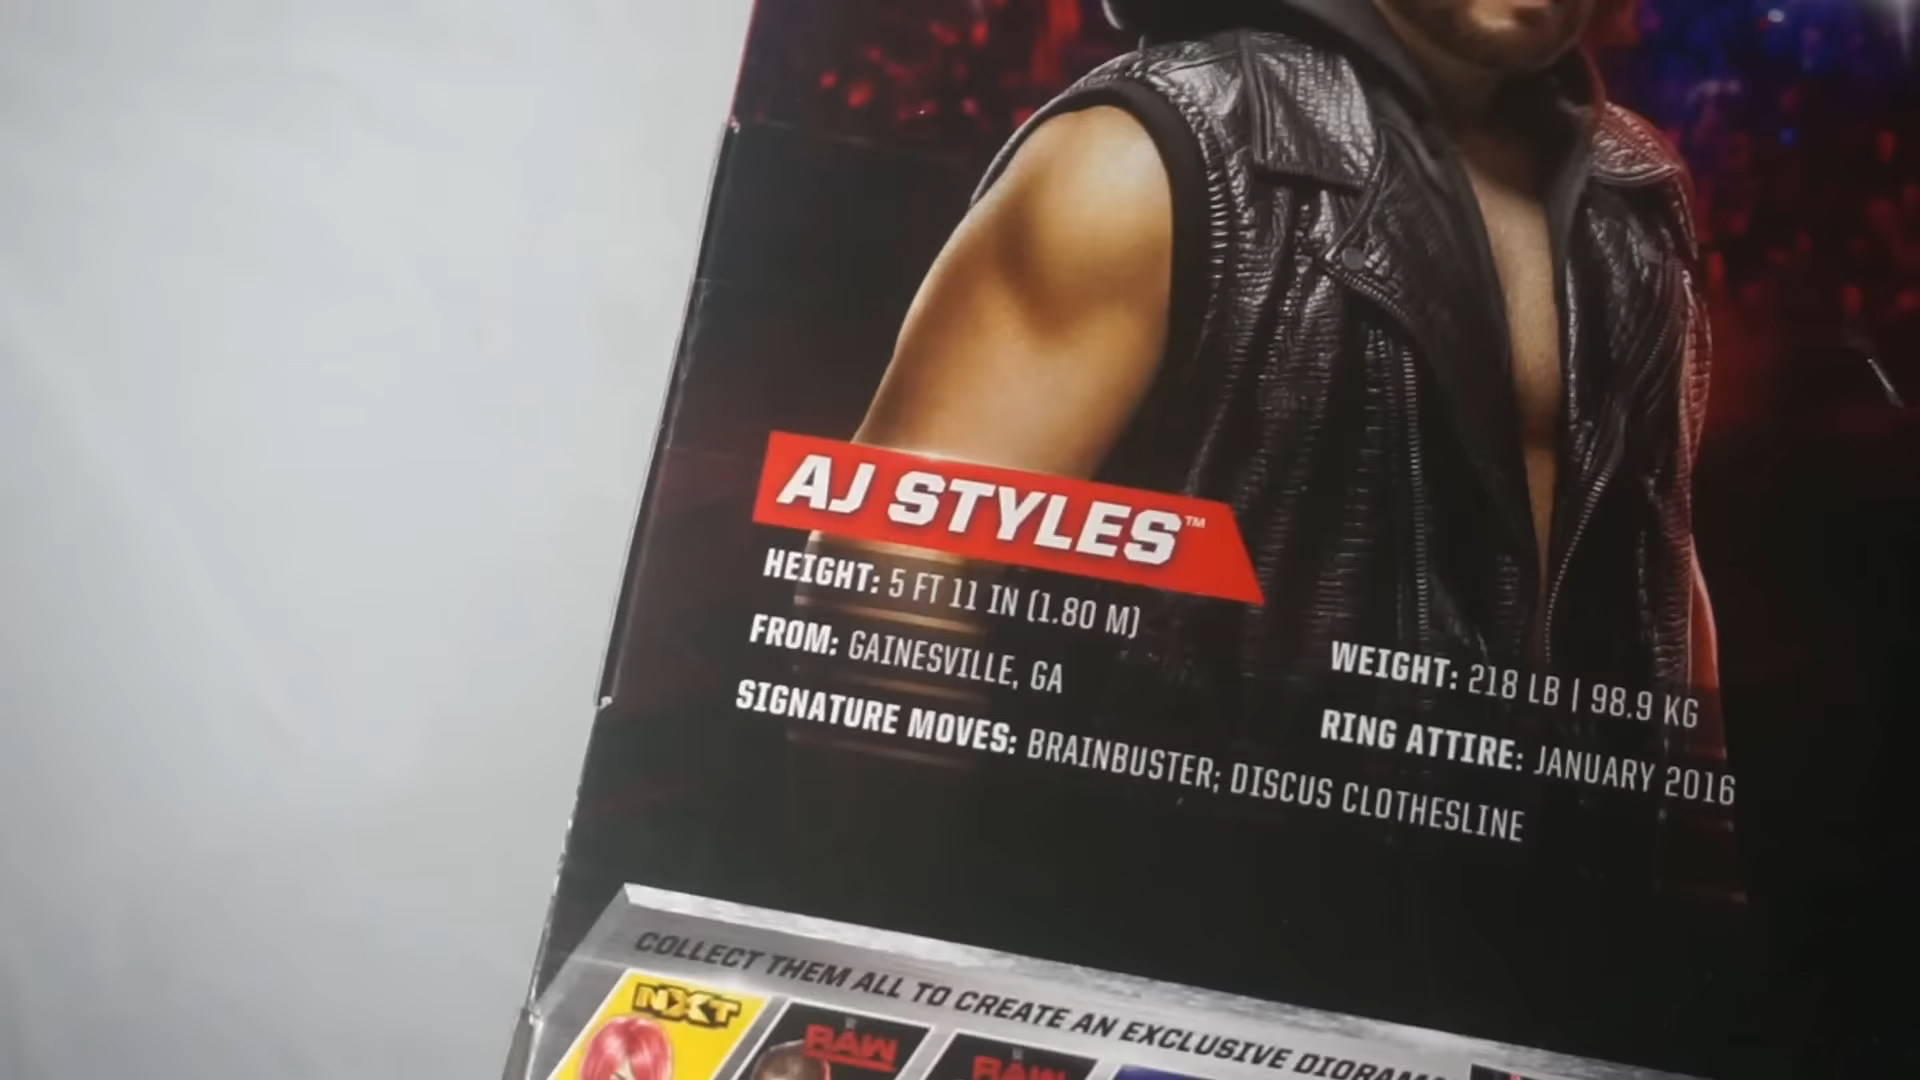 AJ STYLES™
HEIGHT: 5 FT 11 IN (1.80 M)
WEIGHT: 218 LB | 98.9 KG
FROM: GAINESVILLE, GA
RING ATTIRE: JANUARY 2016
SIGNATURE MOVES: BRAINBUSTER; DISCUS CLOTHESLINE
COLLECT THEM ALL TO CREATE AN EXCLUSIVE DIORAMA
NXT
RAW
RAW